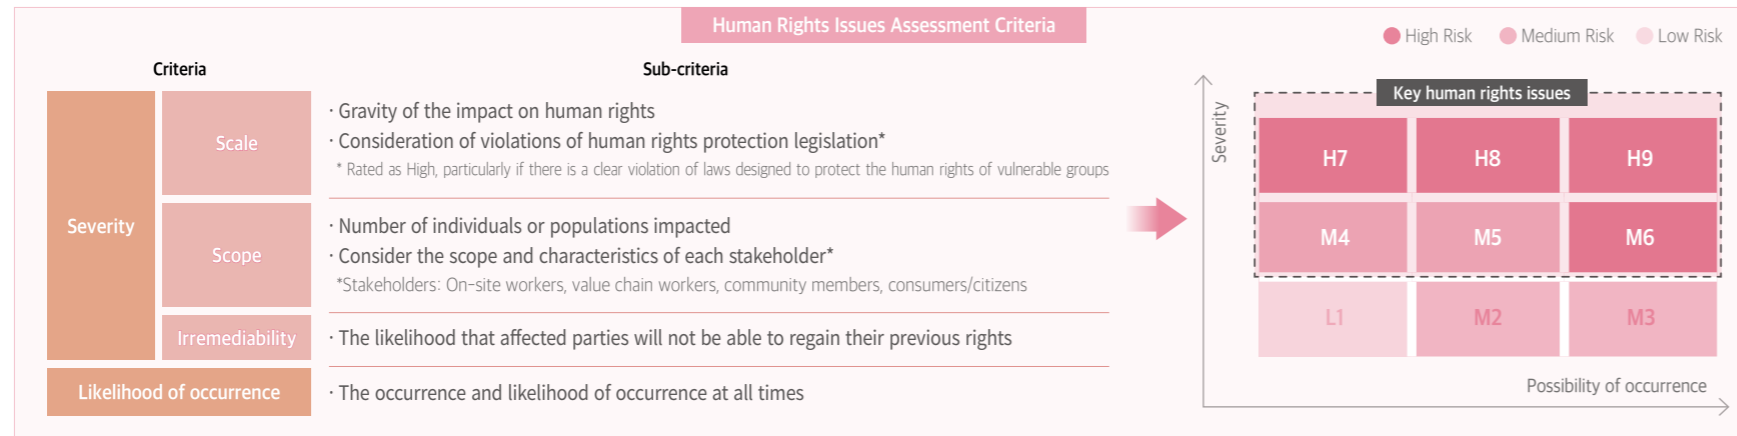 Human Rights Issues Assessment Criteria
High Risk
Medium Risk
Low Risk
Criteria
Sub-criteria
Severity
Scale
· Gravity of the impact on human rights
· Consideration of violations of human rights protection legislation*
* Rated as High, particularly if there is a clear violation of laws designed to protect the human rights of vulnerable groups
Scope
· Number of individuals or populations impacted
· Consider the scope and characteristics of each stakeholder*
*Stakeholders: On-site workers, value chain workers, community members, consumers/citizens
Irremediability
· The likelihood that affected parties will not be able to regain their previous rights
Likelihood of occurrence
· The occurrence and likelihood of occurrence at all times
Severity
Key human rights issues
H7
H8
H9
M4
M5
M6
L1
M2
M3
Possibility of occurrence